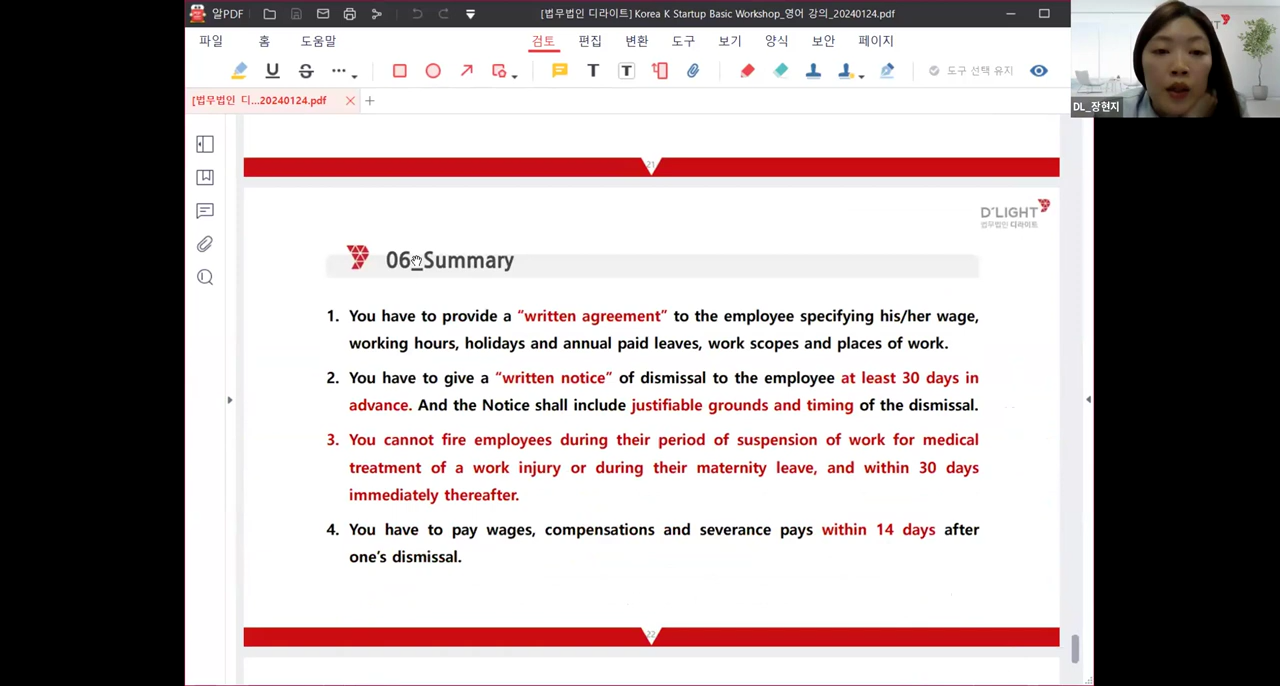 알PDF
[법무법인 디라이트] Korea K Startup Basic Workshop_영어 강의_20240124.pdf
파일 홈 도움말 검토 편집 변환 도구 보기 양식 보안 페이지
도구 선택 유지
DL_장현지
[법무법인 디...20240124.pdf
21
D'LIGHT
법무법인 디라이트
06_Summary
1. You have to provide a “written agreement” to the employee specifying his/her wage,
working hours, holidays and annual paid leaves, work scopes and places of work.
2. You have to give a “written notice” of dismissal to the employee at least 30 days in
advance. And the Notice shall include justifiable grounds and timing of the dismissal.
3. You cannot fire employees during their period of suspension of work for medical
treatment of a work injury or during their maternity leave, and within 30 days
immediately thereafter.
4. You have to pay wages, compensations and severance pays within 14 days after
one’s dismissal.
22